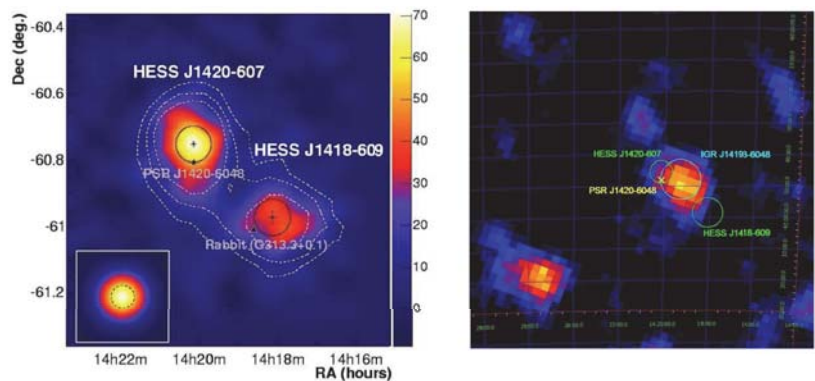 Dec (deg.)
-60.4
-60.6
-60.8
-61
-61.2
HESS J1420-607
HESS J1418-609
PSR J1420-6048
Rabbit (G313.3+0.1)
14h22m
14h20m
14h18m
14h16m
RA (hours)
70
60
50
40
30
20
10
0
HESS J1420-607
IGR J14193-6048
PSR J1420-6048
HESS J1418-609